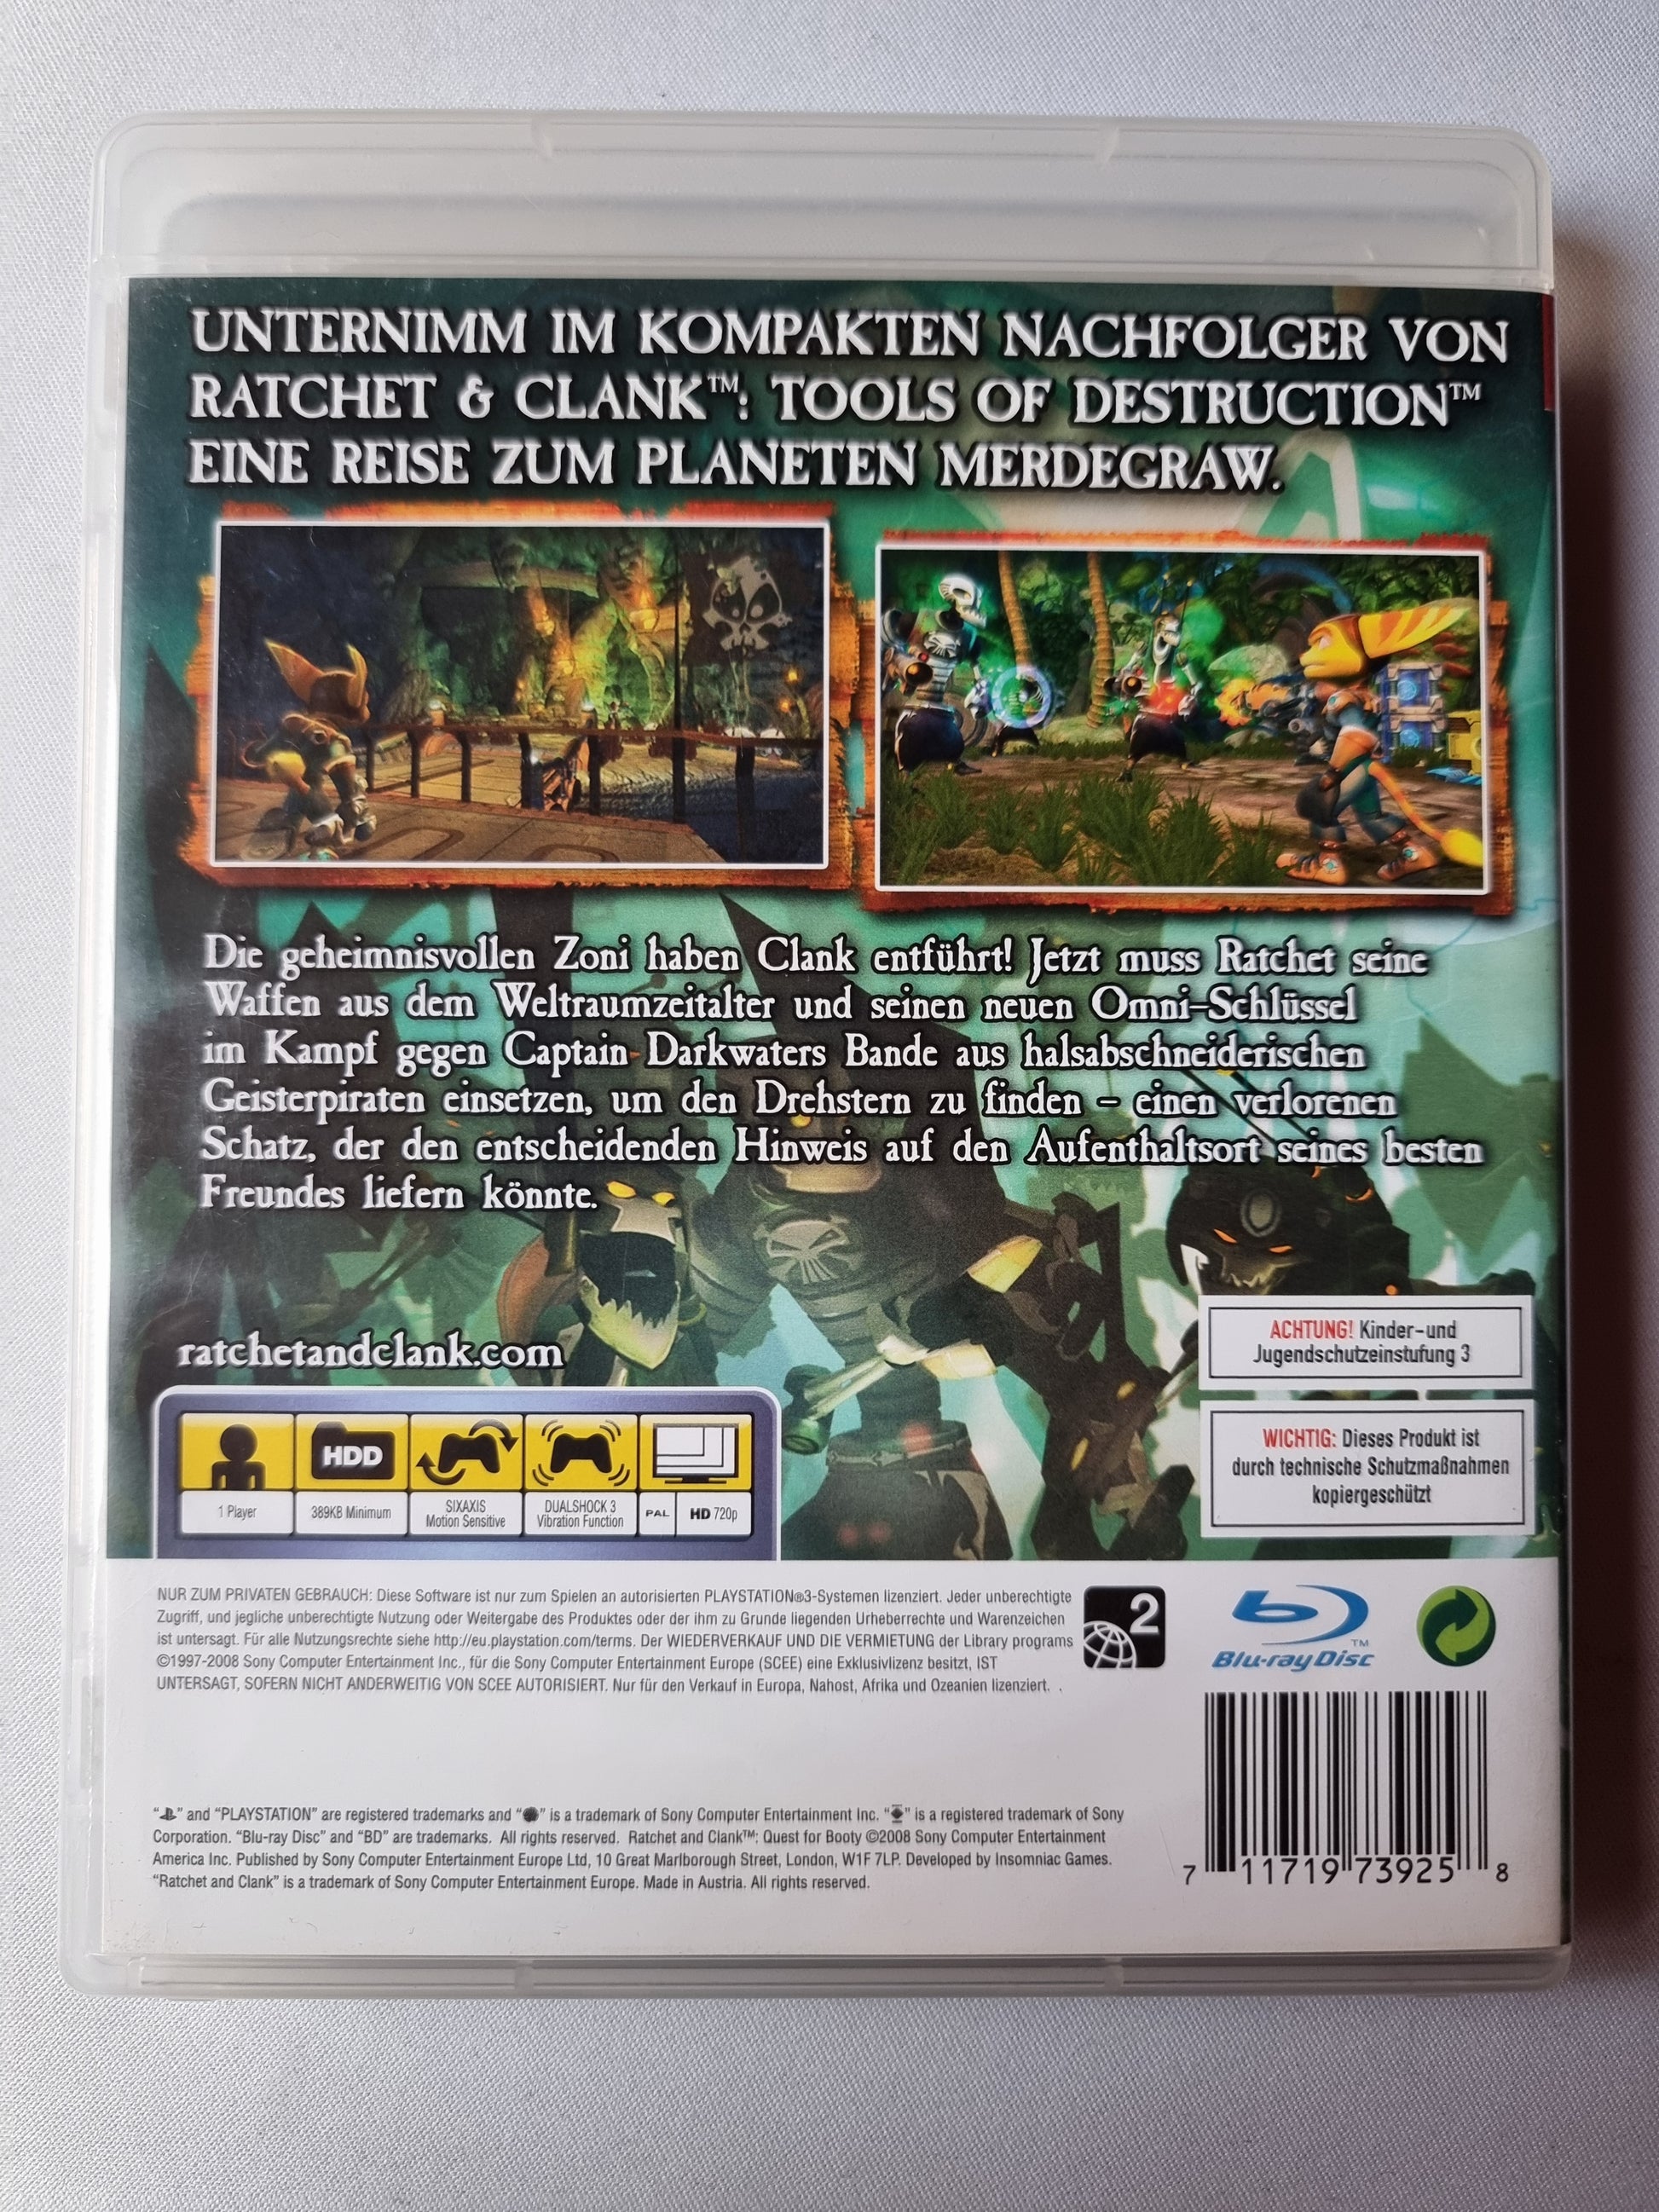 UNTERNIMM IM KOMPAKTEN NACHFOLGER VON
RATCHET & CLANK™: TOOLS OF DESTRUCTION™
EINE REISE ZUM PLANETEN MERDEGRAW.
Die geheimnisvollen Zoni haben Clank entführt! Jetzt muss Ratchet seine
Waffen aus dem Weltraumzeitalter und seinen neuen Omni-Schlüssel
im Kampf gegen Captain Darkwaters Bande aus halsabschneiderischen
Geisterpiraten einsetzen, um den Drehstern zu finden – einen verlorenen
Schatz, der den entscheidenden Hinweis auf den Aufenthaltsort seines besten
Freundes liefern könnte.
ratchetandclank.com
ACHTUNG! Kinder-und
Jugendschutzeinstufung 3
WICHTIG: Dieses Produkt ist
durch technische Schutzmaßnahmen
kopiergeschützt
HDD
1 Player
389KB Minimum
SIXAXIS
Motion Sensitive
DUALSHOCK 3
Vibration Function
PAL
HD 720p
NUR ZUM PRIVATEN GEBRAUCH: Diese Software ist nur zum Spielen an autorisierten PLAYSTATION®3-Systemen lizenziert. Jeder unberechtigte
Zugriff, und jegliche unberechtigte Nutzung oder Weitergabe des Produktes oder der ihm zu Grunde liegenden Urheberrechte und Warenzeichen
ist untersagt. Für alle Nutzungsrechte siehe http://eu.playstation.com/terms. Der WIEDERVERKAUF UND DIE VERMIETUNG der Library programs
©1997-2008 Sony Computer Entertainment Inc., für die Sony Computer Entertainment Europe (SCEE) eine Exklusivlizenz besitzt, IST
UNTERSAGT, SOFERN NICHT ANDERWEITIG VON SCEE AUTORISIERT. Nur für den Verkauf in Europa, Nahost, Afrika und Ozeanien lizenziert. .
2
Blu-ray Disc™
"" and "PLAYSTATION" are registered trademarks and "" is a trademark of Sony Computer Entertainment Inc. "" is a registered trademark of Sony
Corporation. "Blu-ray Disc" and "BD" are trademarks. All rights reserved. Ratchet and Clank™: Quest for Booty ©2008 Sony Computer Entertainment
America Inc. Published by Sony Computer Entertainment Europe Ltd, 10 Great Marlborough Street, London, W1F 7LP. Developed by Insomniac Games.
"Ratchet and Clank" is a trademark of Sony Computer Entertainment Europe. Made in Austria. All rights reserved.
7 11719 73925 8